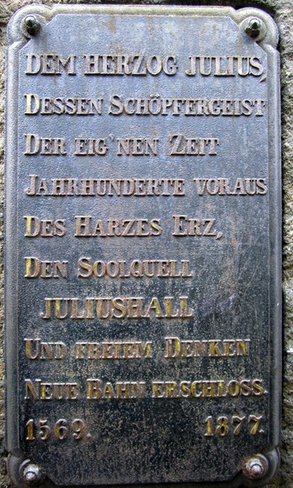 DEM HERZOG JULIUS,
DESSEN SCHÖPFERGEIST
DER EIG'NEN ZEIT
JAHRHUNDERTE VORAUS
DES HARZES ERZ,
DEN SOOLQUELL
JULIUSHALL
UND FREIEM DENKEN
NEUE BAHN ERSCHLOSS.
1569. 1877.